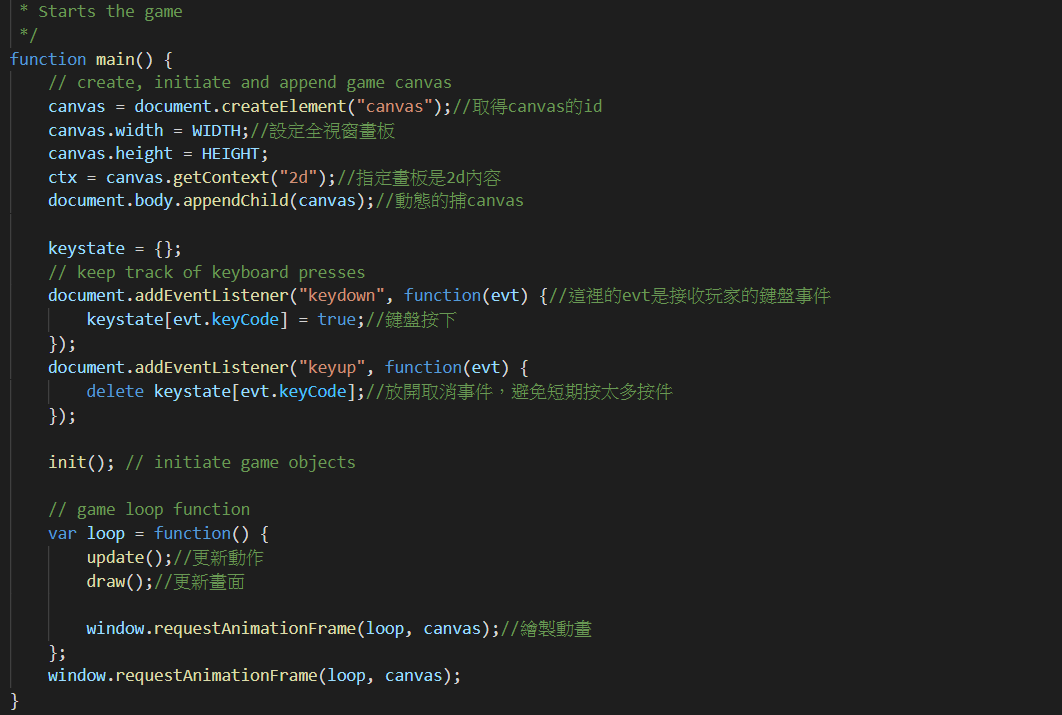 * Starts the game
*/
function main() {
// create, initiate and append game canvas
canvas = document.createElement("canvas");//取得canvas的id
canvas.width = WIDTH;//設定全視窗畫板
canvas.height = HEIGHT;
ctx = canvas.getContext("2d");//指定畫板是2d內容
document.body.appendChild(canvas);//動態的捕canvas
keystate = {};
// keep track of keyboard presses
document.addEventListener("keydown", function(evt) {//這裡的evt是接收玩家的鍵盤事件
keystate[evt.keyCode] = true;//鍵盤按下
});
document.addEventListener("keyup", function(evt) {
delete keystate[evt.keyCode];//放開取消事件，避免短期按太多按件
});
init(); // initiate game objects
// game loop function
var loop = function() {
update();//更新動作
draw();//更新畫面
window.requestAnimationFrame(loop, canvas);//繪製動畫
};
window.requestAnimationFrame(loop, canvas);
}